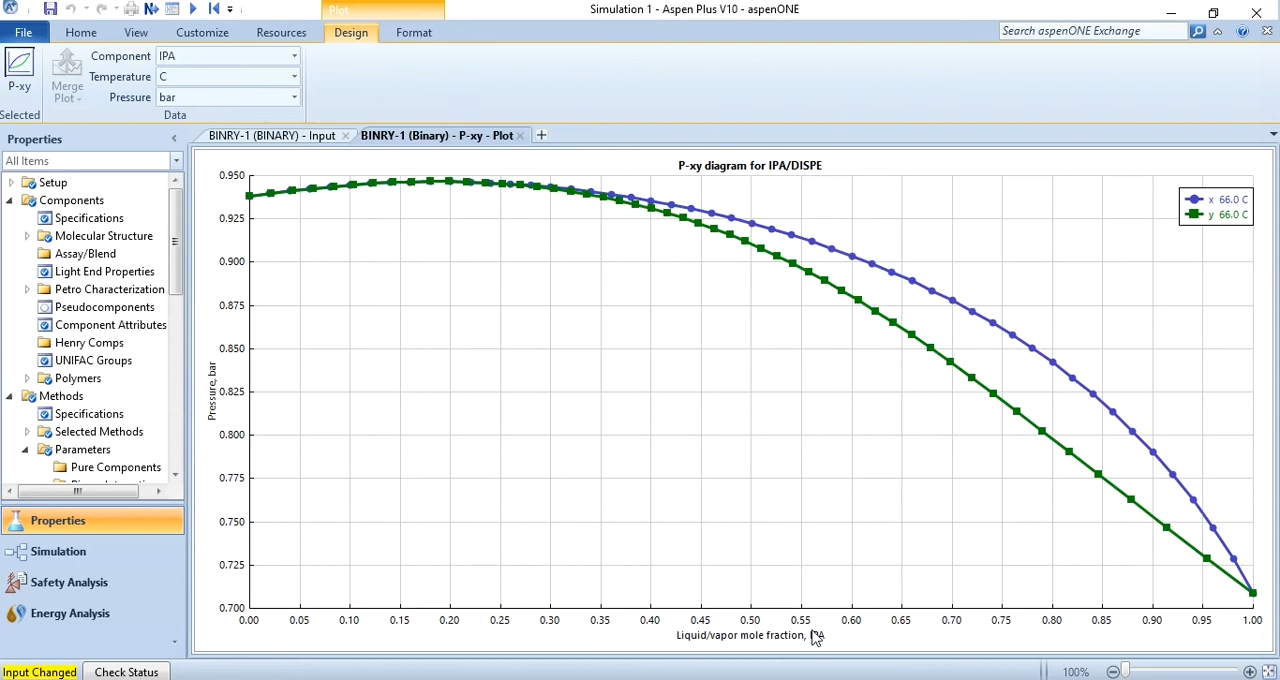 Plot
Simulation 1 - Aspen Plus V10 - aspenONE
File
Home
View
Customize
Resources
Design
Format
Search aspenONE Exchange
P-xy
Selected
Merge
Plot
Component IPA
Temperature C
Pressure bar
Data
Properties
All Items
Setup
Components
Specifications
Molecular Structure
Assay/Blend
Light End Properties
Petro Characterization
Pseudocomponents
Component Attributes
Henry Comps
UNIFAC Groups
Polymers
Methods
Specifications
Selected Methods
Parameters
Pure Components
Properties
Simulation
Safety Analysis
Energy Analysis
BINRY-1 (BINARY) - Input
BINRY-1 (Binary) - P-xy - Plot
P-xy diagram for IPA/DISPE
x 66.0 C
y 66.0 C
Pressure, bar
0.950
0.925
0.900
0.875
0.850
0.825
0.800
0.775
0.750
0.725
0.700
0.00 0.05 0.10 0.15 0.20 0.25 0.30 0.35 0.40 0.45 0.50 0.55 0.60 0.65 0.70 0.75 0.80 0.85 0.90 0.95 1.00
Liquid/vapor mole fraction,
Input Changed
Check Status
100%